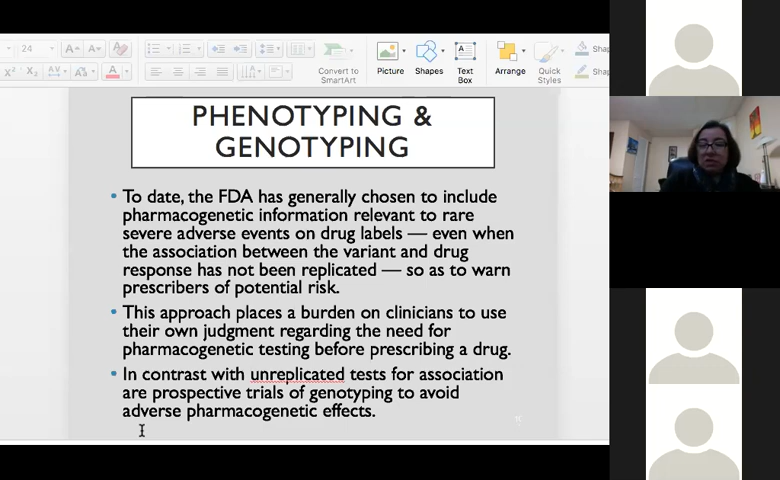 24
Convert to
SmartArt
Picture
Shapes
Text
Box
Arrange
Quick
Styles
PHENOTYPING &
GENOTYPING
• To date, the FDA has generally chosen to include
pharmacogenetic information relevant to rare
severe adverse events on drug labels — even when
the association between the variant and drug
response has not been replicated — so as to warn
prescribers of potential risk.
• This approach places a burden on clinicians to use
their own judgment regarding the need for
pharmacogenetic testing before prescribing a drug.
• In contrast with unreplicated tests for association
are prospective trials of genotyping to avoid
adverse pharmacogenetic effects.